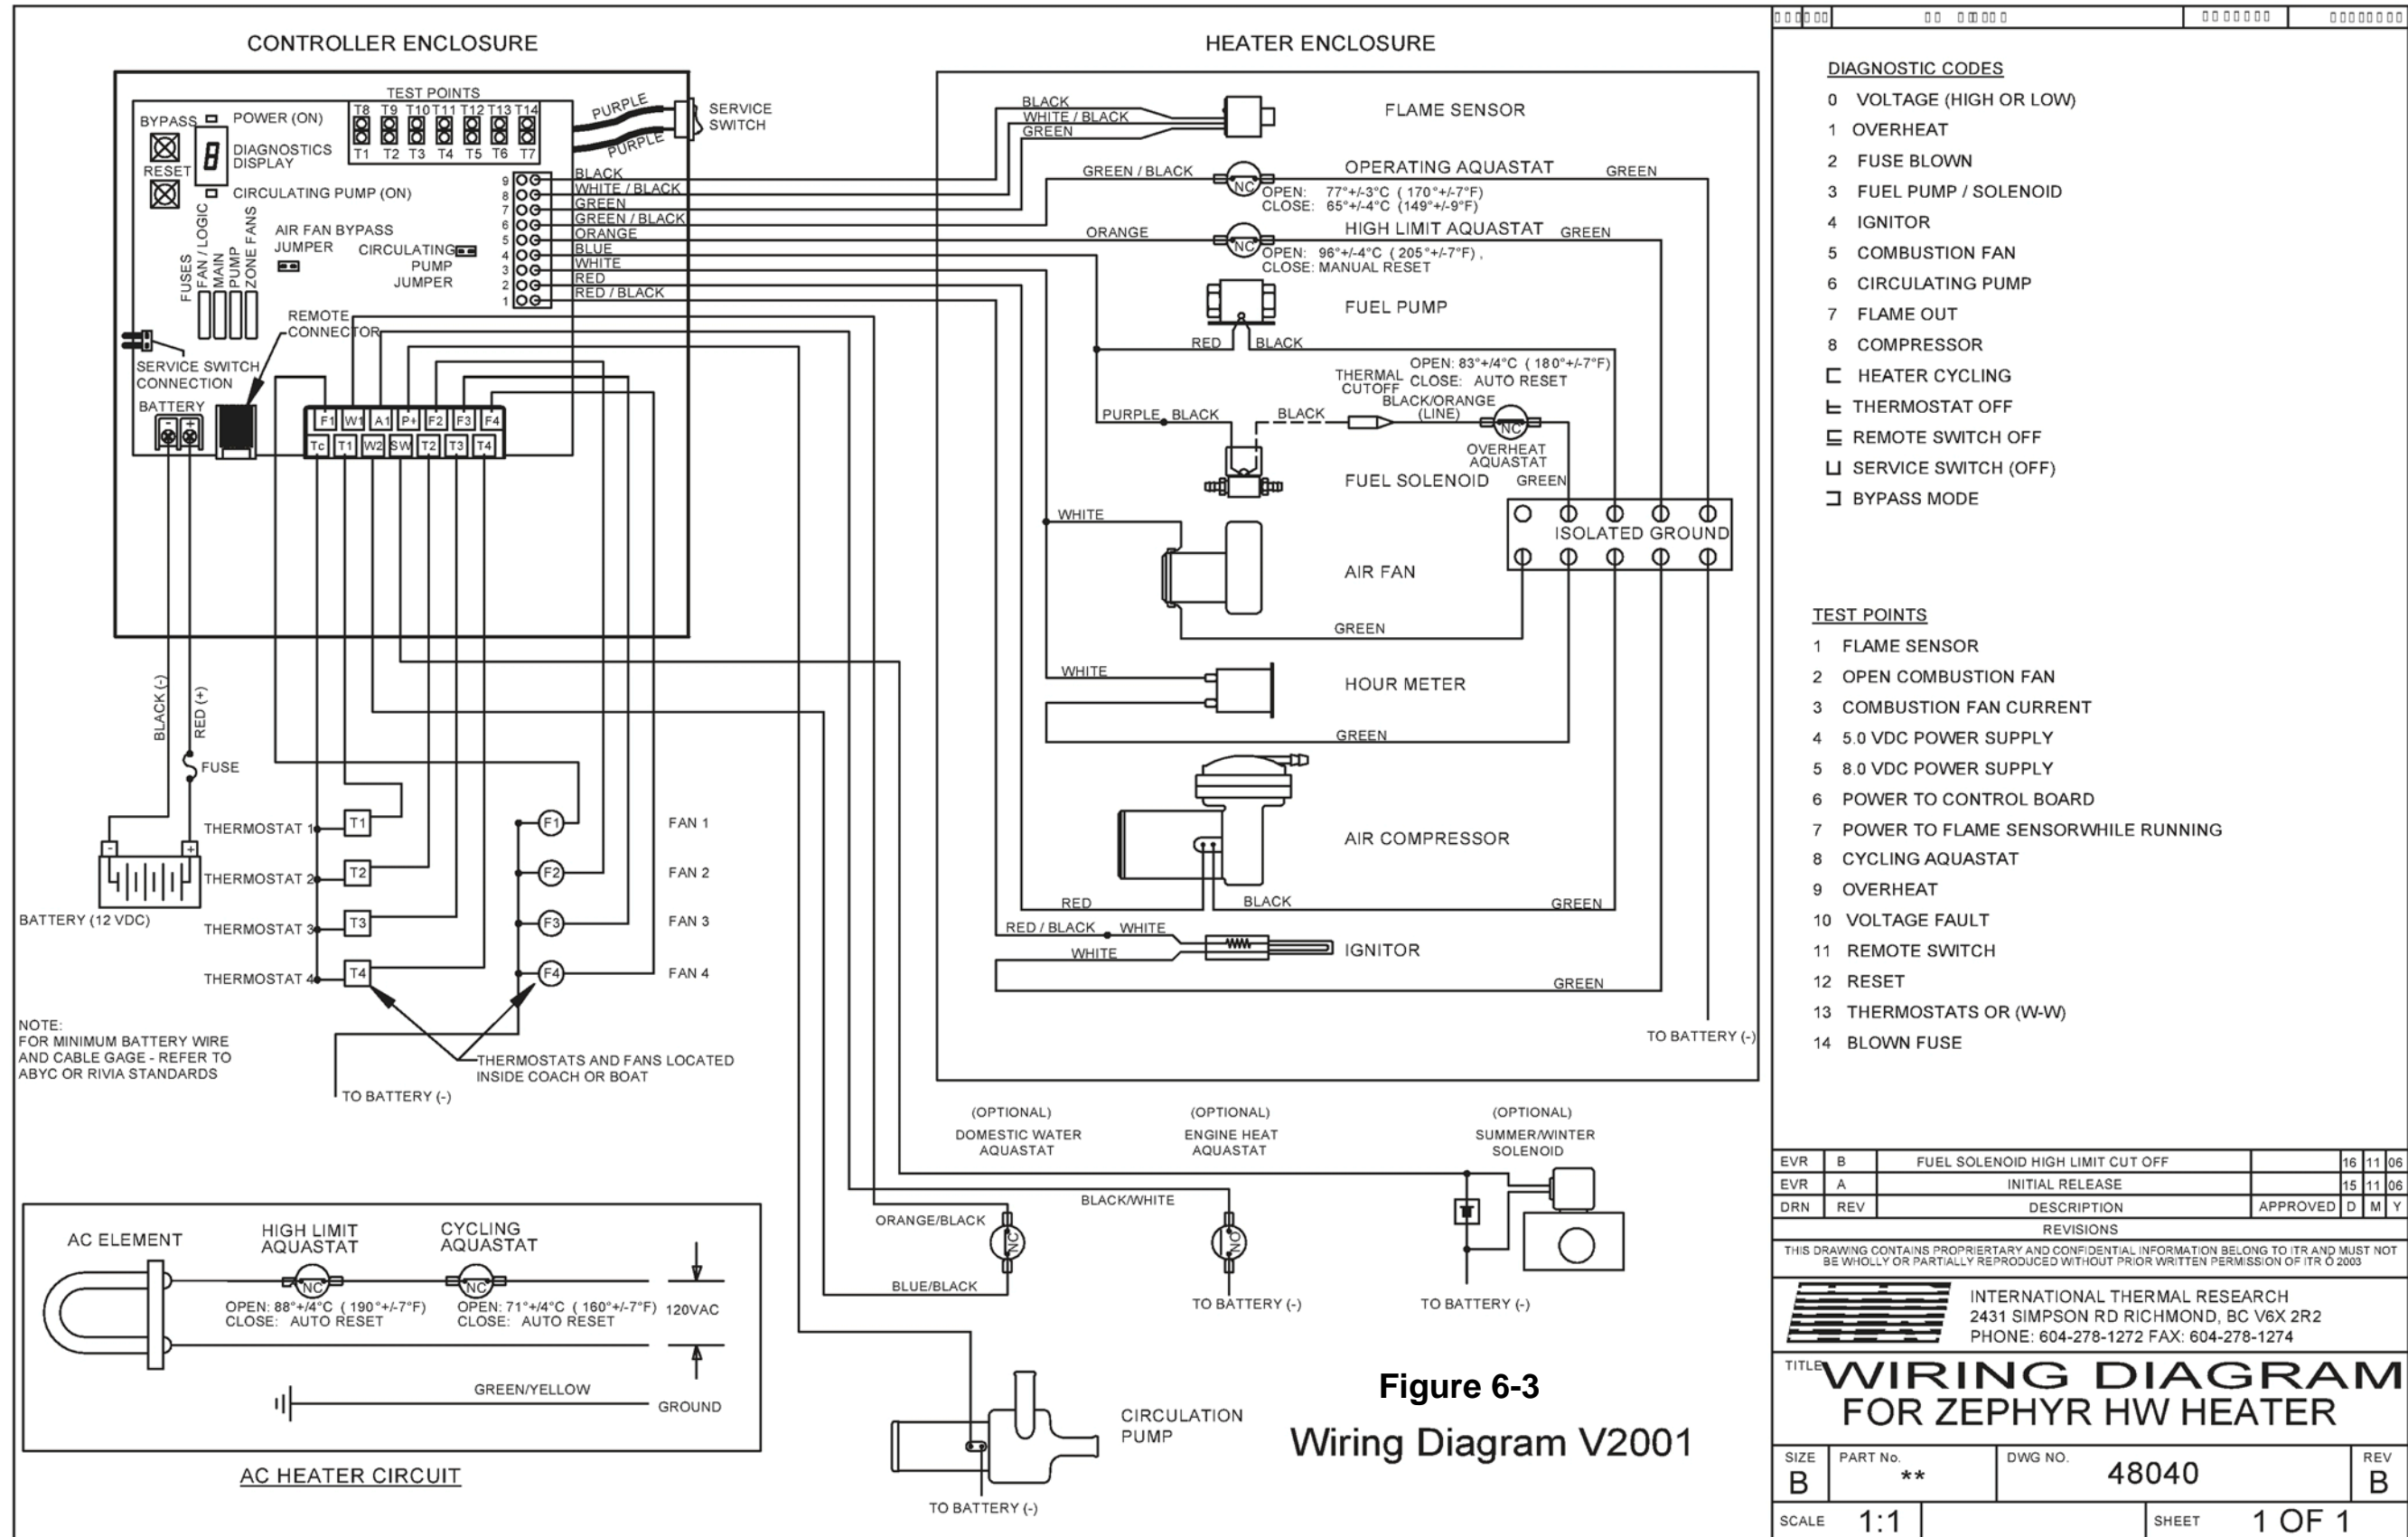 CONTROLLER ENCLOSURE
TEST POINTS
T8 T9 T10 T11 T12 T13 T14
T1 T2 T3 T4 T5 T6 T7
BYPASS
POWER (ON)
8
DIAGNOSTICS
DISPLAY
RESET
CIRCULATING PUMP (ON)
PURPLE
PURPLE
SERVICE
SWITCH
FUSES
FAN / LOGIC
MAIN
PUMP
ZONE FANS
AIR FAN BYPASS
JUMPER
CIRCULATING
PUMP
JUMPER
9
8
7
6
5
4
3
2
1
BLACK
WHITE / BLACK
GREEN
GREEN / BLACK
ORANGE
BLUE
WHITE
RED
RED / BLACK
REMOTE
CONNECTOR
SERVICE SWITCH
CONNECTION
BATTERY
- +
F1 W1 A1 P+ F2 F3 F4
Tc T1 W2 SW T2 T3 T4
BLACK (-)
RED (+)
FUSE
- +
BATTERY (12 VDC)
THERMOSTAT 1
T1
THERMOSTAT 2
T2
THERMOSTAT 3
T3
THERMOSTAT 4
T4
F1
FAN 1
F2
FAN 2
F3
FAN 3
F4
FAN 4
NOTE:
FOR MINIMUM BATTERY WIRE
AND CABLE GAGE - REFER TO
ABYC OR RIVIA STANDARDS
THERMOSTATS AND FANS LOCATED
INSIDE COACH OR BOAT
TO BATTERY (-)
HEATER ENCLOSURE
BLACK
WHITE / BLACK
GREEN
FLAME SENSOR
GREEN / BLACK
NC
OPERATING AQUASTAT
GREEN
OPEN: 77°+/-3°C ( 170°+/-7°F)
CLOSE: 65°+/-4°C (149°+/-9°F)
ORANGE
NC
HIGH LIMIT AQUASTAT
GREEN
OPEN: 96°+/-4°C ( 205°+/-7°F) ,
CLOSE: MANUAL RESET
FUEL PUMP
RED
BLACK
THERMAL
CUTOFF
OPEN: 83°+/4°C ( 180°+/-7°F)
CLOSE: AUTO RESET
BLACK/ORANGE
(LINE)
PURPLE
BLACK
BLACK
NC
OVERHEAT
AQUASTAT
FUEL SOLENOID
GREEN
ISOLATED GROUND
WHITE
AIR FAN
GREEN
WHITE
HOUR METER
GREEN
AIR COMPRESSOR
RED
BLACK
GREEN
RED / BLACK
WHITE
WHITE
IGNITOR
GREEN
TO BATTERY (-)
(OPTIONAL)
DOMESTIC WATER
AQUASTAT
(OPTIONAL)
ENGINE HEAT
AQUASTAT
(OPTIONAL)
SUMMER/WINTER
SOLENOID
ORANGE/BLACK
NC
BLACK/WHITE
NO
BLUE/BLACK
TO BATTERY (-)
TO BATTERY (-)
CIRCULATION
PUMP
TO BATTERY (-)
AC ELEMENT
HIGH LIMIT
AQUASTAT
CYCLING
AQUASTAT
NC
NC
OPEN: 88°+/4°C ( 190°+/-7°F)
CLOSE: AUTO RESET
OPEN: 71°+/4°C ( 160°+/-7°F)
CLOSE: AUTO RESET
120VAC
GREEN/YELLOW
GROUND
AC HEATER CIRCUIT
Figure 6-3
Wiring Diagram V2001
DIAGNOSTIC CODES
0 VOLTAGE (HIGH OR LOW)
1 OVERHEAT
2 FUSE BLOWN
3 FUEL PUMP / SOLENOID
4 IGNITOR
5 COMBUSTION FAN
6 CIRCULATING PUMP
7 FLAME OUT
8 COMPRESSOR
HEATER CYCLING
THERMOSTAT OFF
REMOTE SWITCH OFF
SERVICE SWITCH (OFF)
BYPASS MODE
TEST POINTS
1 FLAME SENSOR
2 OPEN COMBUSTION FAN
3 COMBUSTION FAN CURRENT
4 5.0 VDC POWER SUPPLY
5 8.0 VDC POWER SUPPLY
6 POWER TO CONTROL BOARD
7 POWER TO FLAME SENSORWHILE RUNNING
8 CYCLING AQUASTAT
9 OVERHEAT
10 VOLTAGE FAULT
11 REMOTE SWITCH
12 RESET
13 THERMOSTATS OR (W-W)
14 BLOWN FUSE
EVR B FUEL SOLENOID HIGH LIMIT CUT OFF 16 11 06
EVR A INITIAL RELEASE 15 11 06
DRN REV DESCRIPTION APPROVED D M Y
REVISIONS
THIS DRAWING CONTAINS PROPRIERTARY AND CONFIDENTIAL INFORMATION BELONG TO ITR AND MUST NOT
BE WHOLLY OR PARTIALLY REPRODUCED WITHOUT PRIOR WRITTEN PERMISSION OF ITR Ó 2003
INTERNATIONAL THERMAL RESEARCH
2431 SIMPSON RD RICHMOND, BC V6X 2R2
PHONE: 604-278-1272 FAX: 604-278-1274
TITLE
WIRING DIAGRAM
FOR ZEPHYR HW HEATER
SIZE
B
PART No.
**
DWG NO.
48040
REV
B
SCALE 1:1
SHEET 1 OF 1